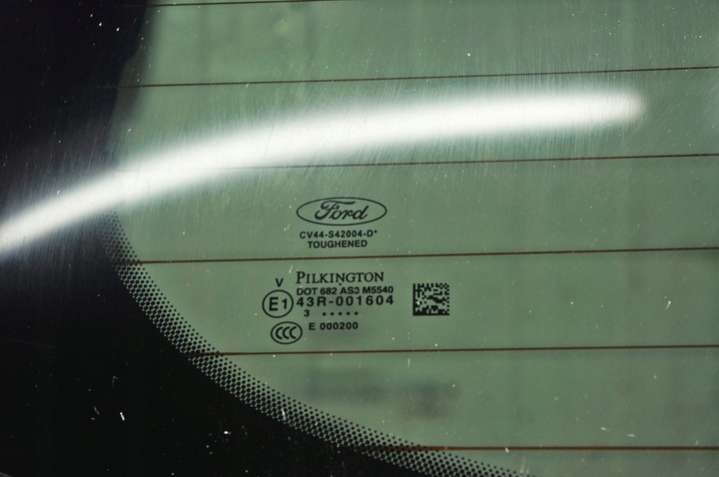 Ford
CV44-S42004-D*
TOUGHENED
V PILKINGTON
DOT 682 AS3 M5540
E1 43R-001604
3 •••••
CCC E 000200